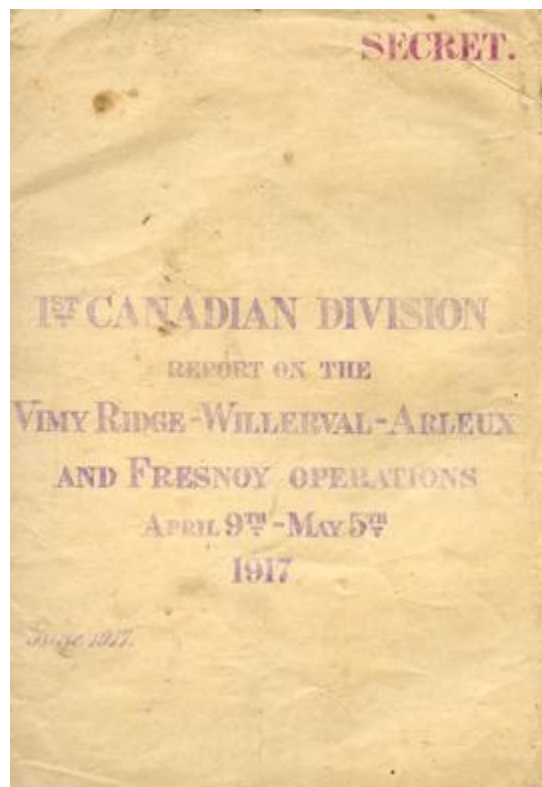 SECRET.
1ST CANADIAN DIVISION
REPORT ON THE
VIMY RIDGE-WILLERVAL-ARLEUX
AND FRESNOY OPERATIONS
APRIL 9TH-MAY 5TH
1917
June 1917.